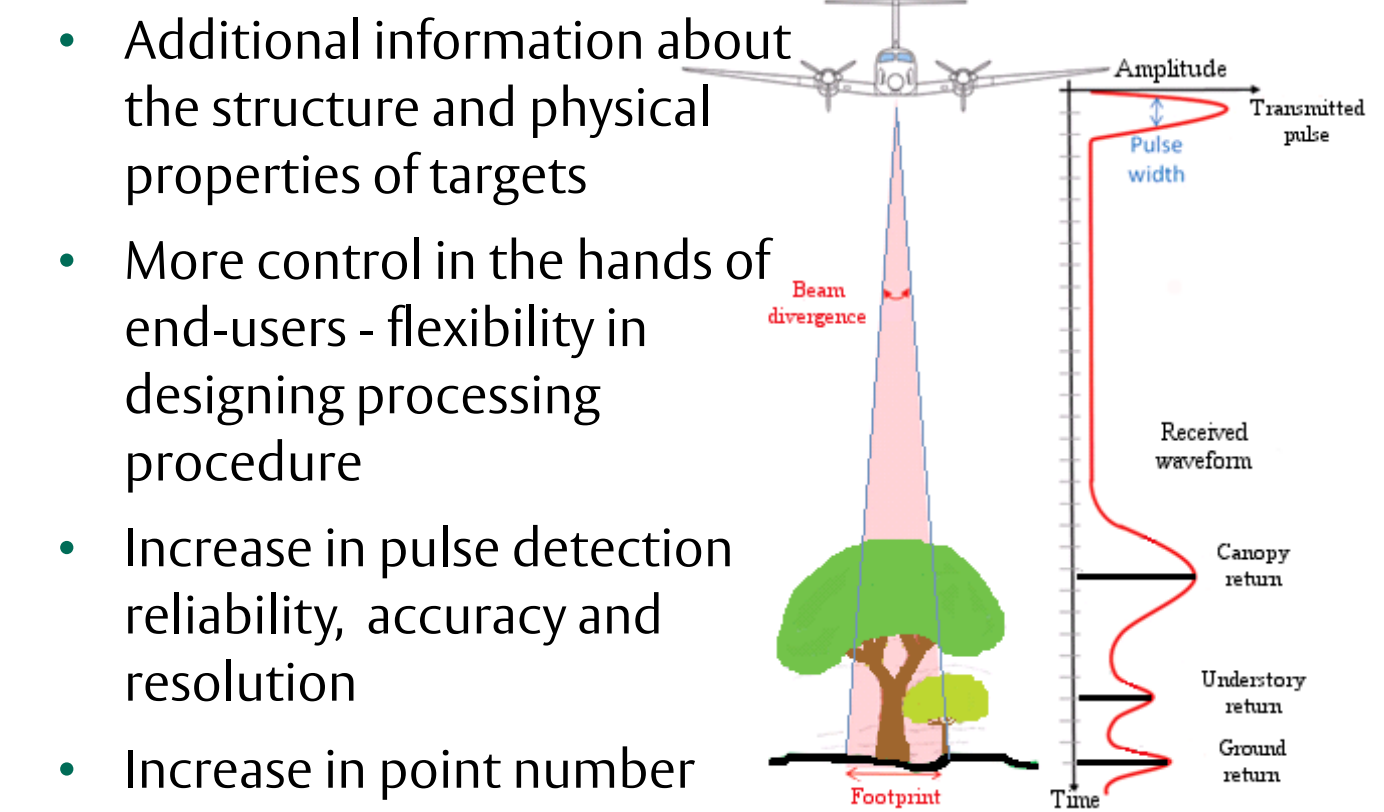 • Additional information about
the structure and physical
properties of targets
• More control in the hands of
end-users - flexibility in
designing processing
procedure
• Increase in pulse detection
reliability, accuracy and
resolution
• Increase in point number
Amplitude
Transmitted
pulse
Pulse
width
Beam
divergence
Received
waveform
Canopy
return
Understory
return
Ground
return
Footprint
Time